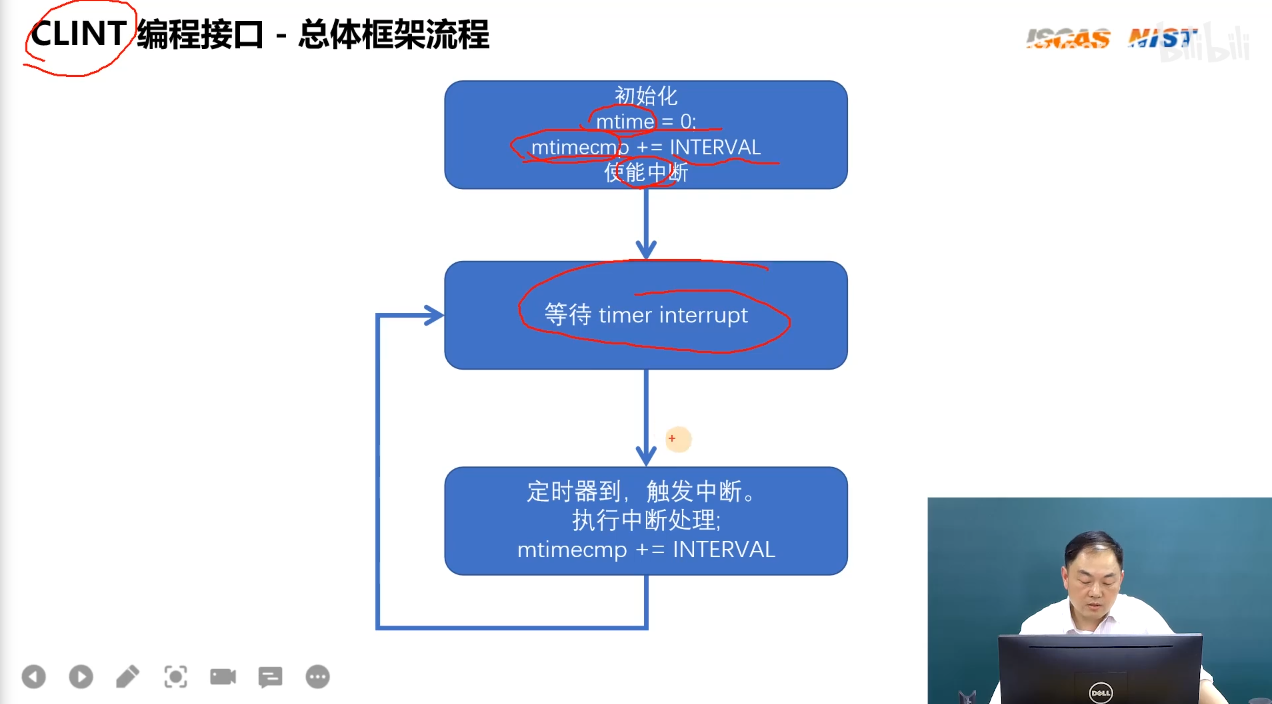 CLINT 编程接口 - 总体框架流程
ISCAS NIST
bilibili
初始化
mtime = 0;
mtimecmp += INTERVAL
使能中断
等待 timer interrupt
定时器到，触发中断。
执行中断处理;
mtimecmp += INTERVAL
DELL